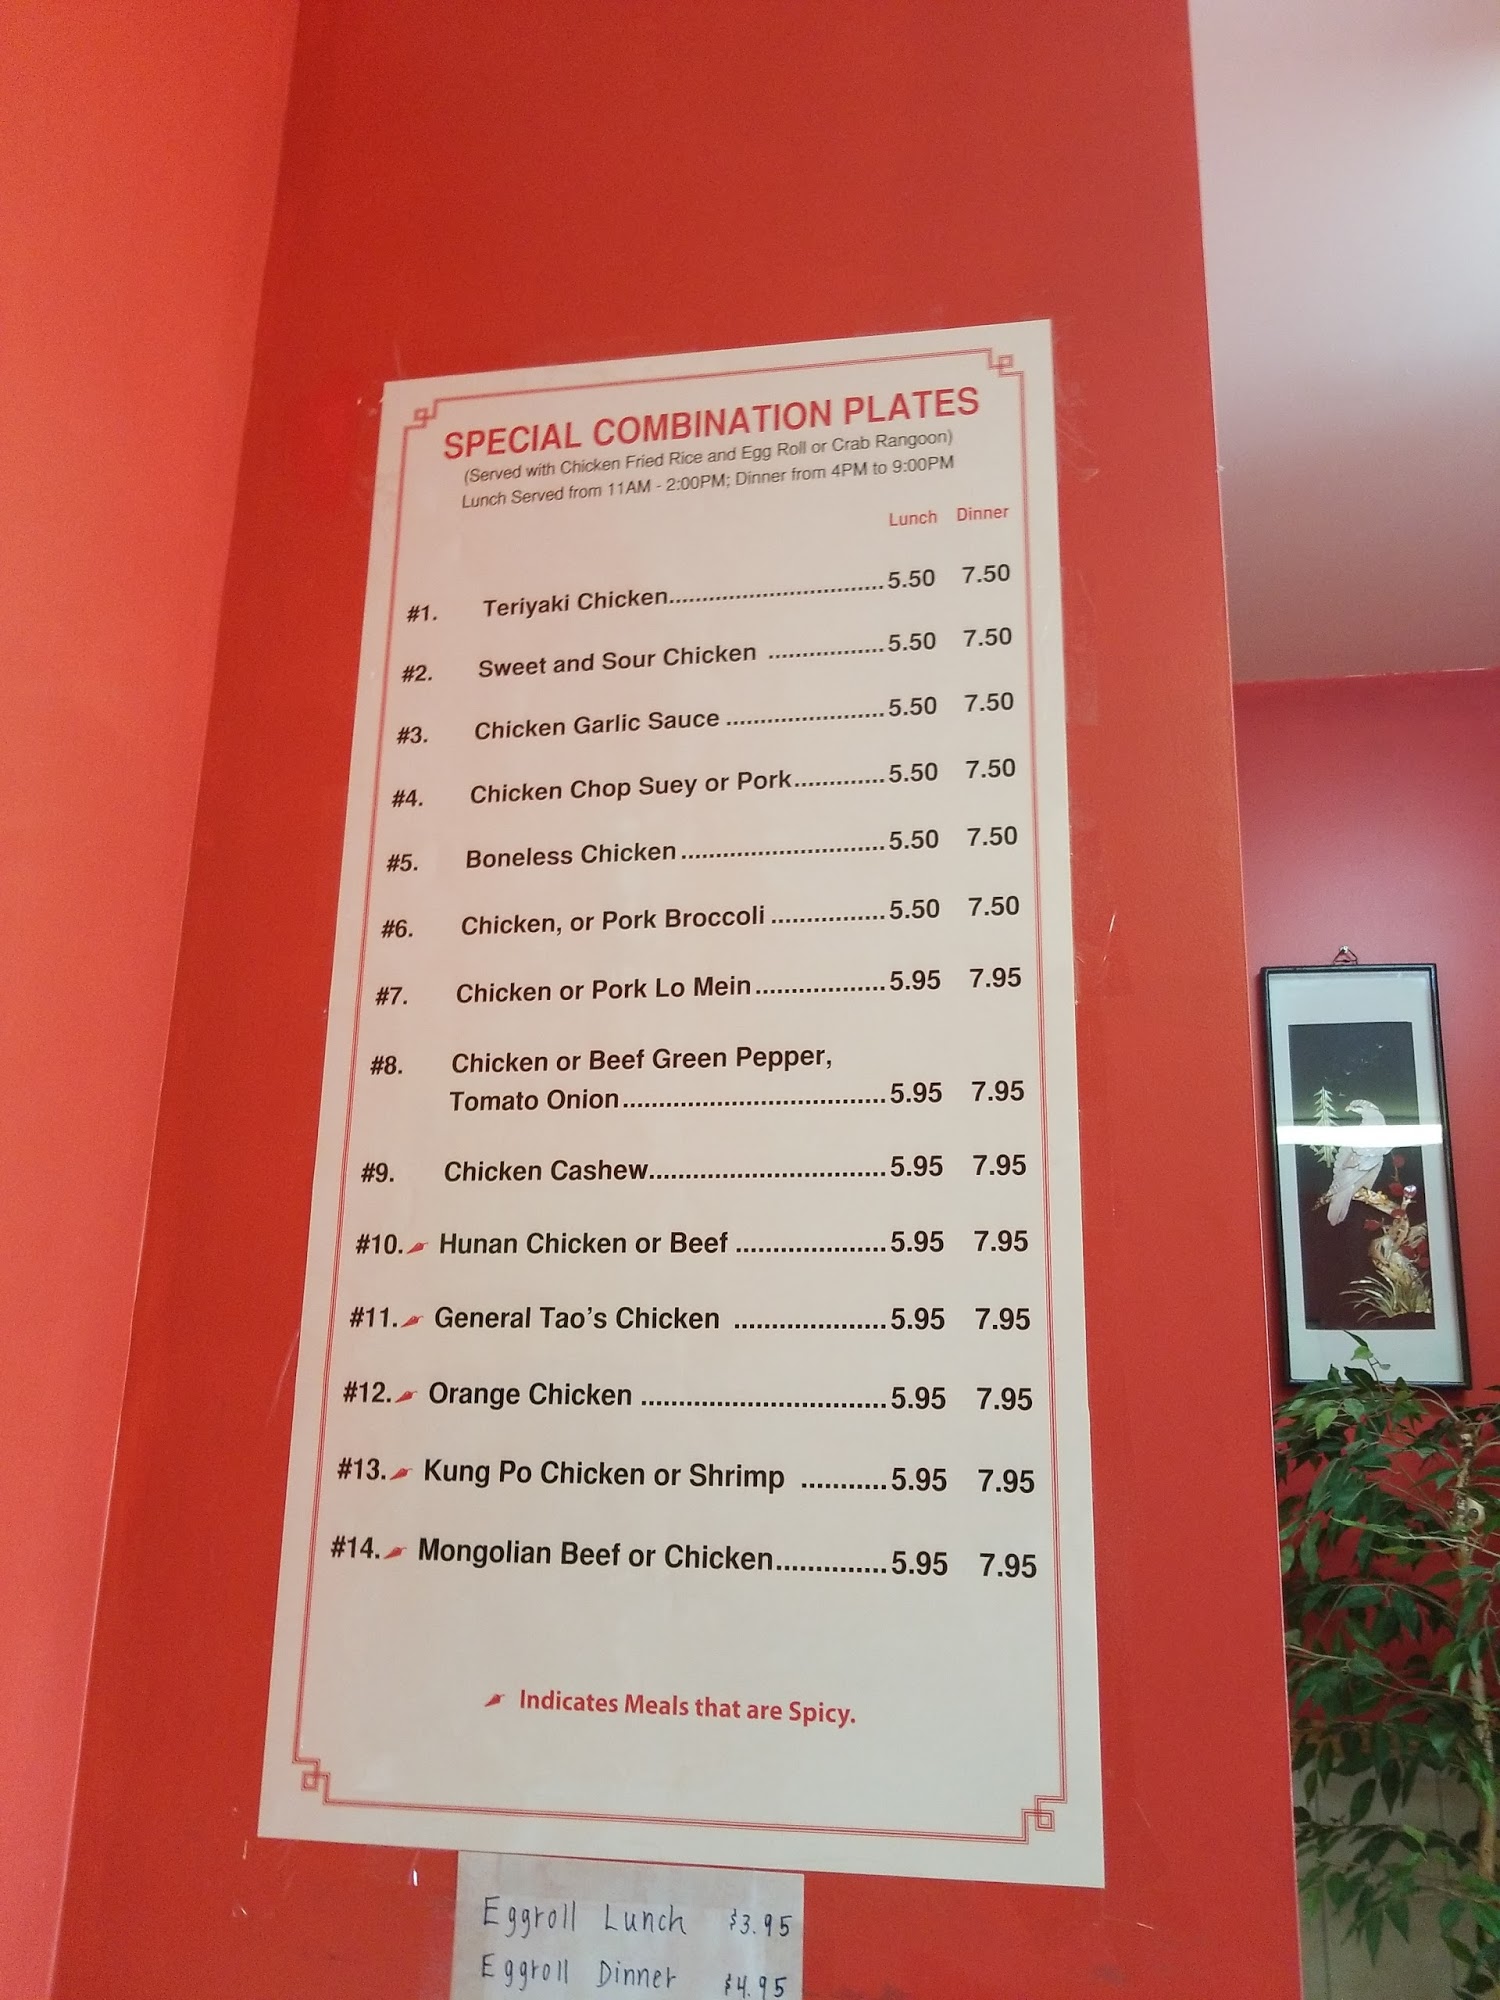 SPECIAL COMBINATION PLATES
(Served with Chicken Fried Rice and Egg Roll or Crab Rangoon)
Lunch Served from 11AM - 2:00PM; Dinner from 4PM to 9:00PM
Lunch Dinner
#1. Teriyaki Chicken................................5.50 7.50
#2. Sweet and Sour Chicken .................5.50 7.50
#3. Chicken Garlic Sauce .......................5.50 7.50
#4. Chicken Chop Suey or Pork.............5.50 7.50
#5. Boneless Chicken..............................5.50 7.50
#6. Chicken, or Pork Broccoli ................5.50 7.50
#7. Chicken or Pork Lo Mein..................5.95 7.95
#8. Chicken or Beef Green Pepper,
Tomato Onion....................................5.95 7.95
#9. Chicken Cashew................................5.95 7.95
#10. Hunan Chicken or Beef ....................5.95 7.95
#11. General Tao's Chicken ....................5.95 7.95
#12. Orange Chicken ................................5.95 7.95
#13. Kung Po Chicken or Shrimp ...........5.95 7.95
#14. Mongolian Beef or Chicken..............5.95 7.95
Indicates Meals that are Spicy.
Eggroll Lunch $3.95
Eggroll Dinner $4.95